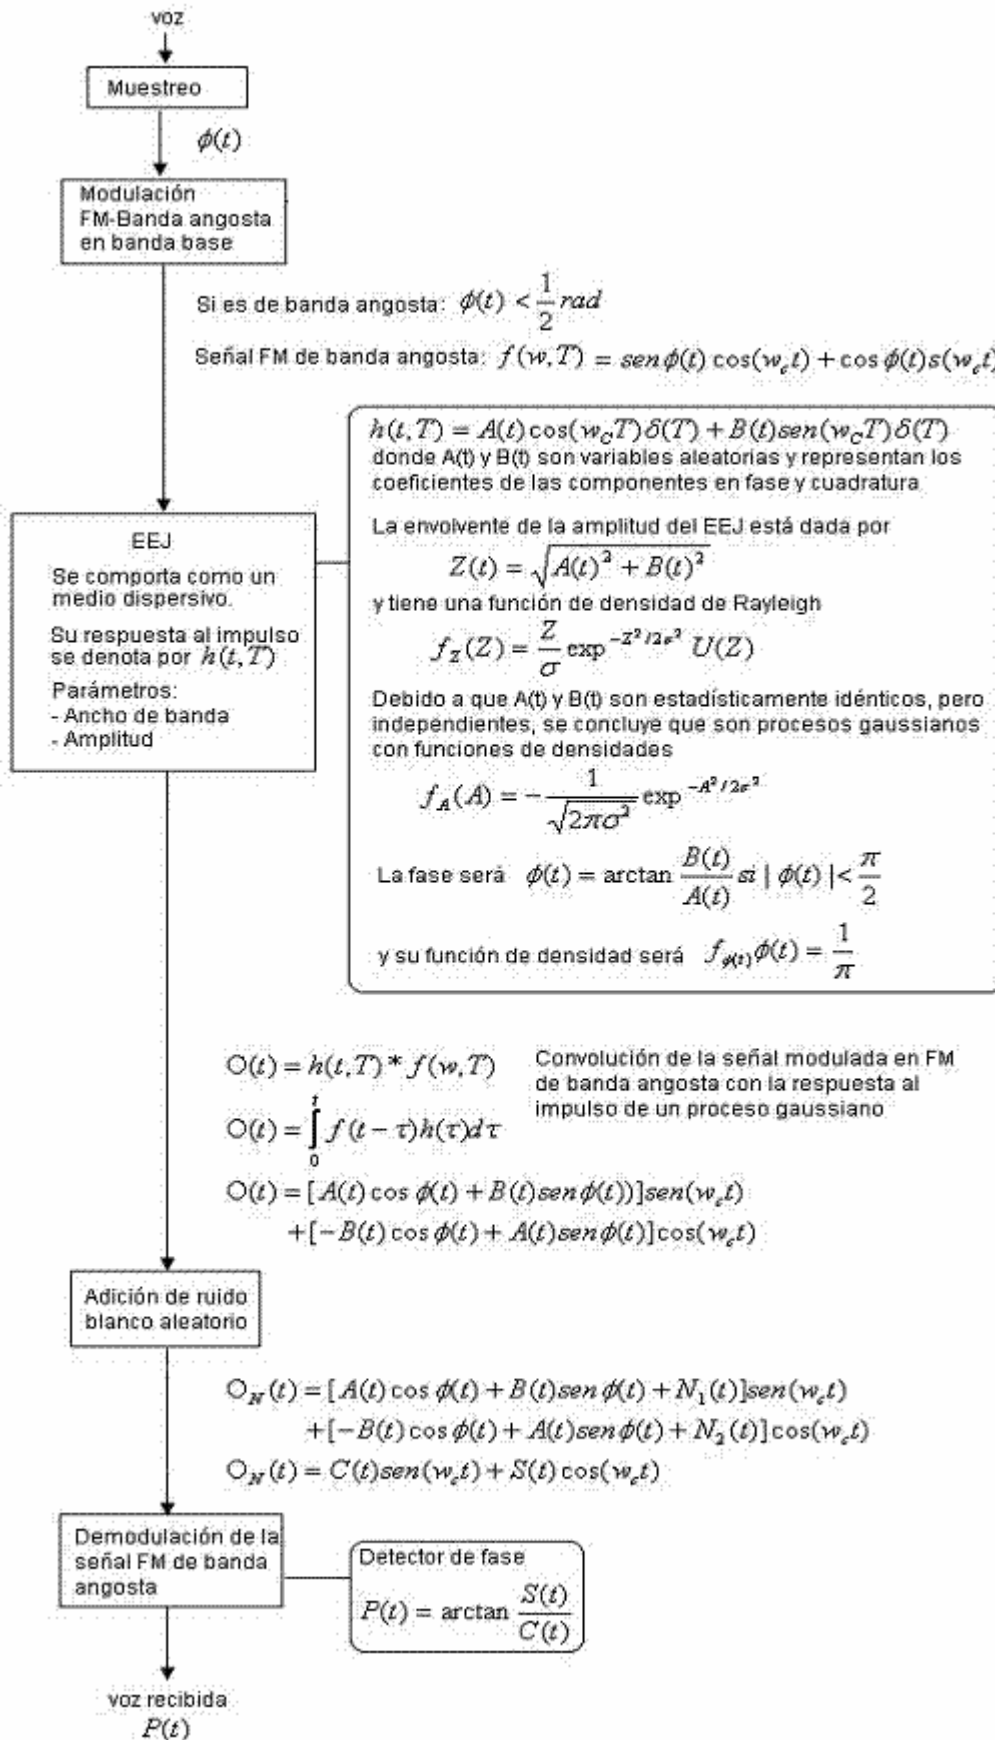 voz
Muestreo
ϕ(t)
Modulación
FM-Banda angosta
en banda base
Si es de banda angosta: ϕ(t) < 1/2 rad
Señal FM de banda angosta: f(w,T) = sen ϕ(t) cos(w_c t) + cos ϕ(t)s(w_c t)
h(t,T) = A(t)cos(w_C T)δ(T) + B(t)sen(w_C T)δ(T)
donde A(t) y B(t) son variables aleatorias y representan los
coeficientes de las componentes en fase y cuadratura
La envolvente de la amplitud del EEJ está dada por
Z(t) = √(A(t)² + B(t)²)
y tiene una función de densidad de Rayleigh
f_Z(Z) = Z/σ exp^(-Z²/2σ²) U(Z)
Debido a que A(t) y B(t) son estadísticamente idénticos, pero
independientes, se concluye que son procesos gaussianos
con funciones de densidades
f_A(A) = - 1/√(2πσ²) exp^(-A²/2σ²)
La fase será ϕ(t) = arctan B(t)/A(t) si | ϕ(t) |< π/2
y su función de densidad será f_ϕ(t) ϕ(t) = 1/π
EEJ
Se comporta como un
medio dispersivo.
Su respuesta al impulso
se denota por h(t,T)
Parámetros:
- Ancho de banda
- Amplitud
O(t) = h(t,T) * f(w,T)
Convolución de la señal modulada en FM
de banda angosta con la respuesta al
impulso de un proceso gaussiano
O(t) = ∫₀ᵗ f(t − τ)h(τ)dτ
O(t) = [A(t)cos ϕ(t) + B(t)sen ϕ(t))]sen(w_c t)
+[−B(t)cos ϕ(t) + A(t)sen ϕ(t)]cos(w_c t)
Adición de ruido
blanco aleatorio
O_N(t) = [A(t)cos ϕ(t) + B(t)sen ϕ(t) + N₁(t)]sen(w_c t)
+[−B(t)cos ϕ(t) + A(t)sen ϕ(t) + N₂(t)]cos(w_c t)
O_N(t) = C(t)sen(w_c t) + S(t)cos(w_c t)
Demodulación de la
señal FM de banda
angosta
Detector de fase
P(t) = arctan S(t)/C(t)
voz recibida
P(t)